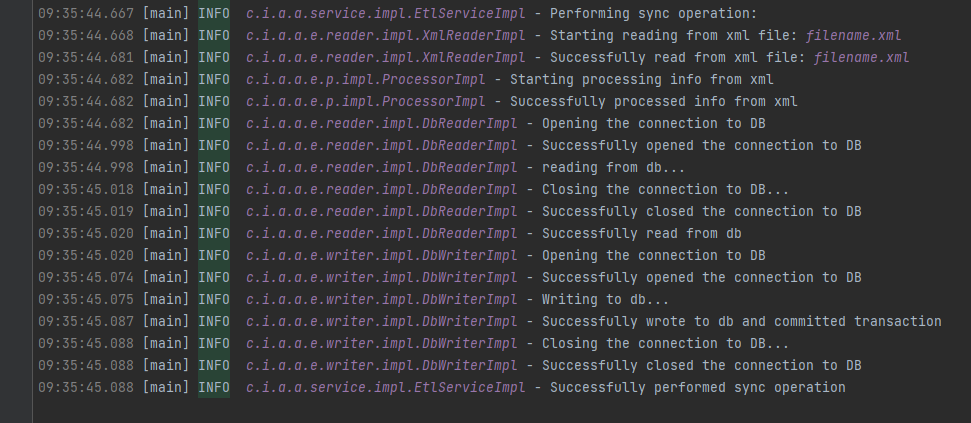 09:35:44.667 [main] INFO  c.i.a.a.service.impl.EtlServiceImpl - Performing sync operation:
09:35:44.668 [main] INFO  c.i.a.a.e.reader.impl.XmlReaderImpl - Starting reading from xml file: filename.xml
09:35:44.681 [main] INFO  c.i.a.a.e.reader.impl.XmlReaderImpl - Successfully read from xml file: filename.xml
09:35:44.682 [main] INFO  c.i.a.a.e.p.impl.ProcessorImpl - Starting processing info from xml
09:35:44.682 [main] INFO  c.i.a.a.e.p.impl.ProcessorImpl - Successfully processed info from xml
09:35:44.682 [main] INFO  c.i.a.a.e.reader.impl.DbReaderImpl - Opening the connection to DB
09:35:44.998 [main] INFO  c.i.a.a.e.reader.impl.DbReaderImpl - Successfully opened the connection to DB
09:35:44.998 [main] INFO  c.i.a.a.e.reader.impl.DbReaderImpl - reading from db...
09:35:45.018 [main] INFO  c.i.a.a.e.reader.impl.DbReaderImpl - Closing the connection to DB...
09:35:45.019 [main] INFO  c.i.a.a.e.reader.impl.DbReaderImpl - Successfully closed the connection to DB
09:35:45.020 [main] INFO  c.i.a.a.e.reader.impl.DbReaderImpl - Successfully read from db
09:35:45.020 [main] INFO  c.i.a.a.e.writer.impl.DbWriterImpl - Opening the connection to DB
09:35:45.074 [main] INFO  c.i.a.a.e.writer.impl.DbWriterImpl - Successfully opened the connection to DB
09:35:45.075 [main] INFO  c.i.a.a.e.writer.impl.DbWriterImpl - Writing to db...
09:35:45.087 [main] INFO  c.i.a.a.e.writer.impl.DbWriterImpl - Successfully wrote to db and committed transaction
09:35:45.088 [main] INFO  c.i.a.a.e.writer.impl.DbWriterImpl - Closing the connection to DB...
09:35:45.088 [main] INFO  c.i.a.a.e.writer.impl.DbWriterImpl - Successfully closed the connection to DB
09:35:45.088 [main] INFO  c.i.a.a.service.impl.EtlServiceImpl - Successfully performed sync operation